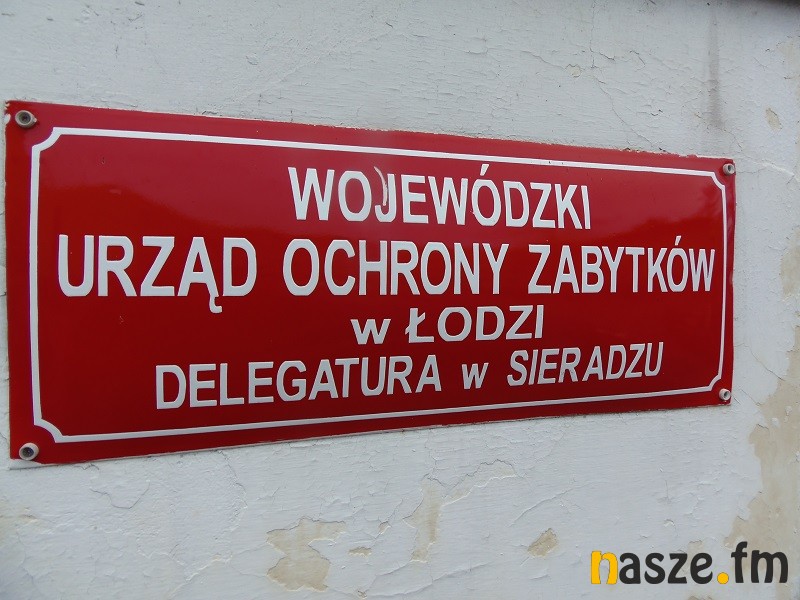 WOJEWÓDZKI
URZĄD OCHRONY ZABYTKÓW
w ŁODZI
DELEGATURA w SIERADZU
nasze.fm